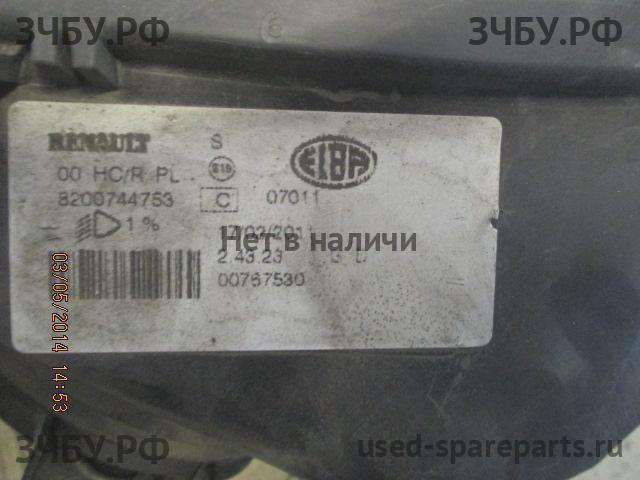 ЗЧБУ.РФ
ЗЧБУ.РФ
RENAULT
S
ELBA
00 HC/R PL
E19
8200744753
C
07011
1 %
Нет в наличи
2.43.23
00767530
03/05/2014 14:53
ЗЧБУ.РФ
used-spareparts.ru